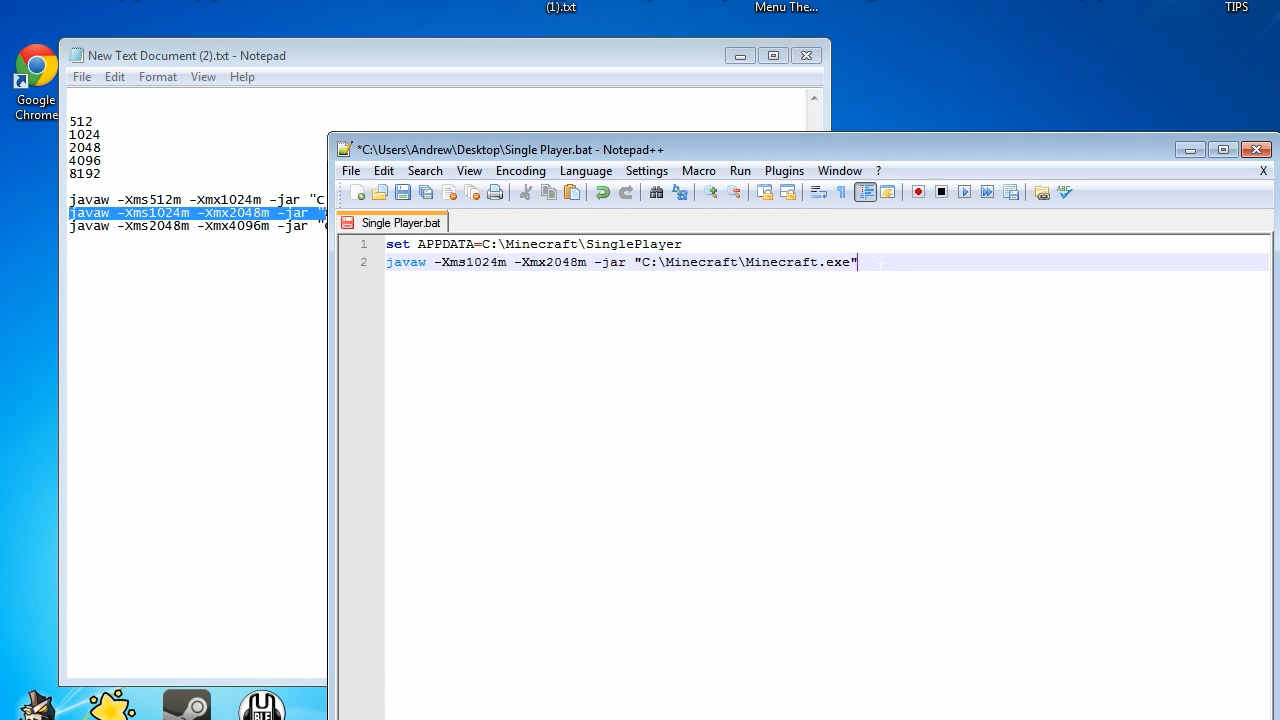 (1).txt
Menu The...
TIPS
Google
Chrome
New Text Document (2).txt - Notepad
File Edit Format View Help
512
1024
2048
4096
8192
javaw -Xms512m -Xmx1024m -jar "C
javaw -Xms1024m -Xmx2048m -jar "
javaw -Xms2048m -Xmx4096m -jar "
*C:\Users\Andrew\Desktop\Single Player.bat - Notepad++
File Edit Search View Encoding Language Settings Macro Run Plugins Window ? X
Single Player.bat
1 set APPDATA=C:\Minecraft\SinglePlayer
2 javaw -Xms1024m -Xmx2048m -jar "C:\Minecraft\Minecraft.exe"